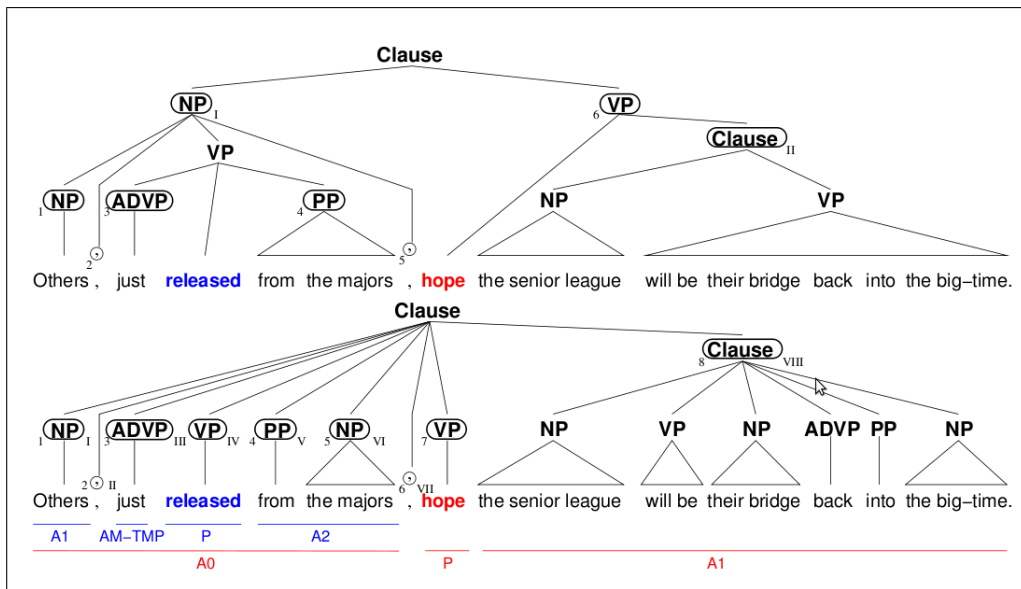 Clause
NP I 6 VP
Clause II
VP
1 NP 3 ADVP 4 PP NP VP
2 , 5 ,
Others , just released from the majors , hope the senior league will be their bridge back into the big−time.
Clause
8 Clause VIII
1 NP I 3 ADVP III VP IV 4 PP V 5 NP VI 7 VP NP VP NP ADVP PP NP
2 , II 6 , VII
Others , just released from the majors , hope the senior league will be their bridge back into the big−time.
A1 AM−TMP P A2
A0 P A1